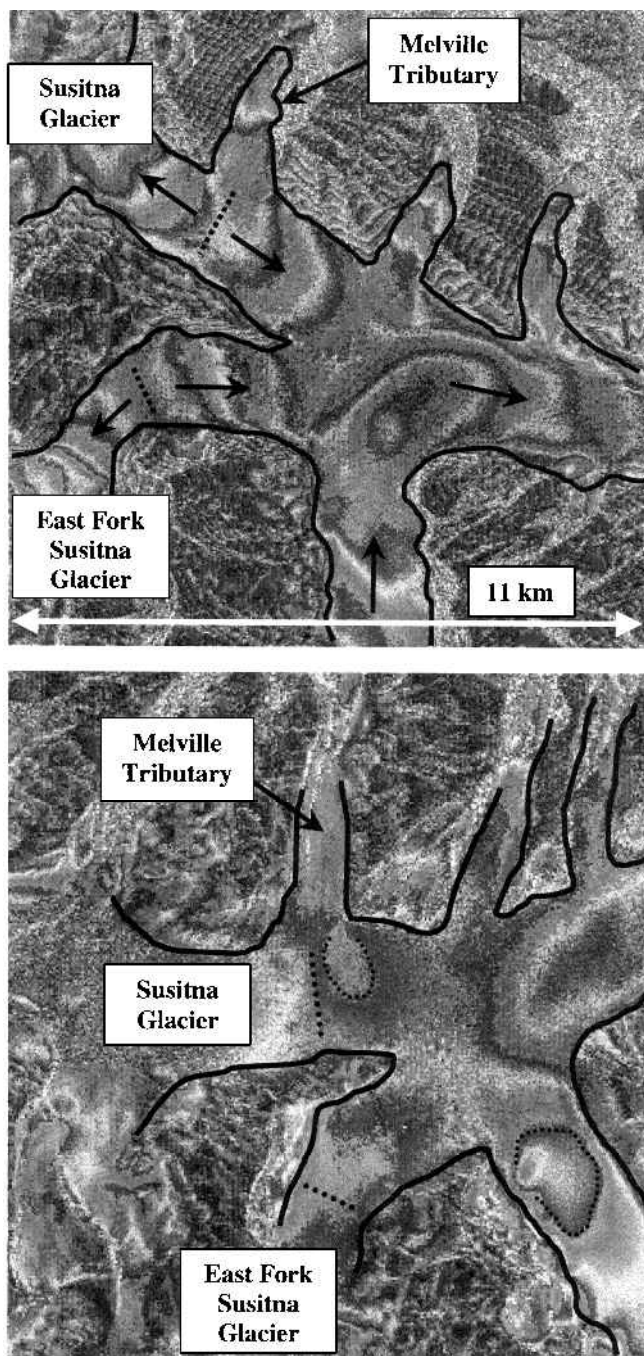 Melville
Tributary
Susitna
Glacier
East Fork
Susitna
Glacier
11 km
Melville
Tributary
Susitna
Glacier
East Fork
Susitna
Glacier